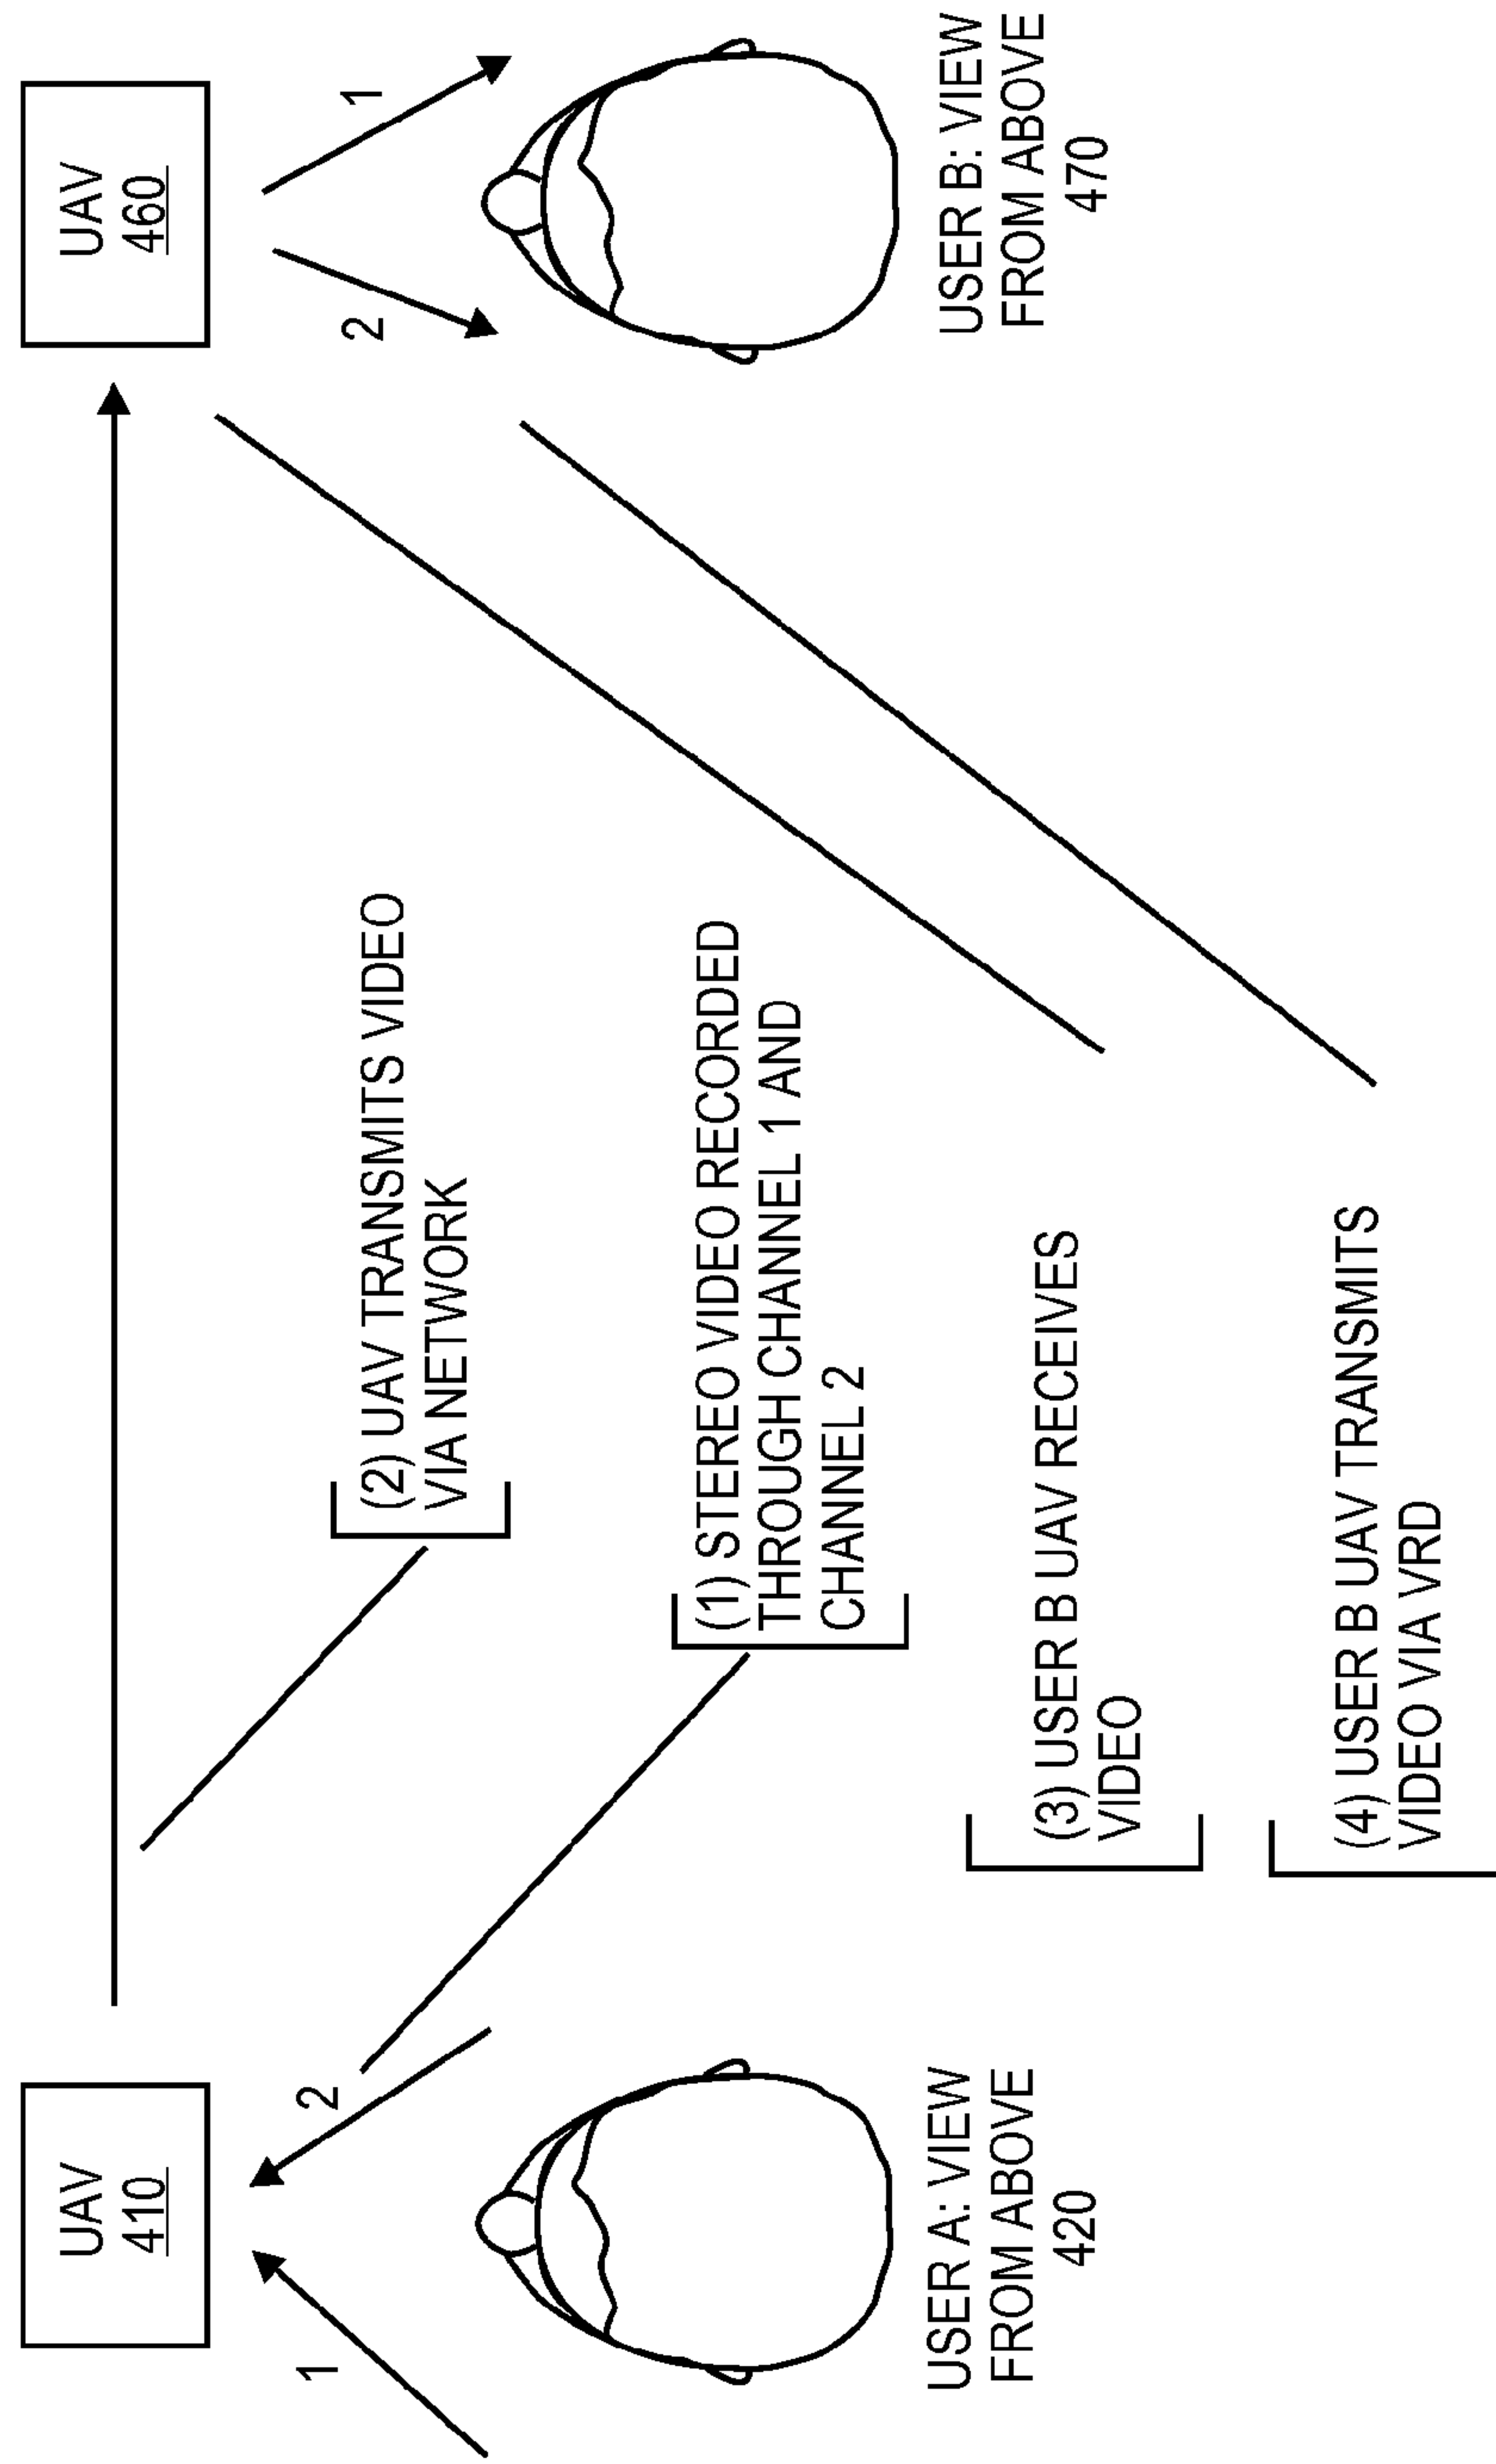 UAV
410
1
2
USER A: VIEW
FROM ABOVE
420
(2) UAV TRANSMITS VIDEO
VIA NETWORK
(1) STEREO VIDEO RECORDED
THROUGH CHANNEL 1 AND
CHANNEL 2
(3) USER B UAV RECEIVES
VIDEO
(4) USER B UAV TRANSMITS
VIDEO VIA VRD
UAV
460
2
1
USER B: VIEW
FROM ABOVE
470